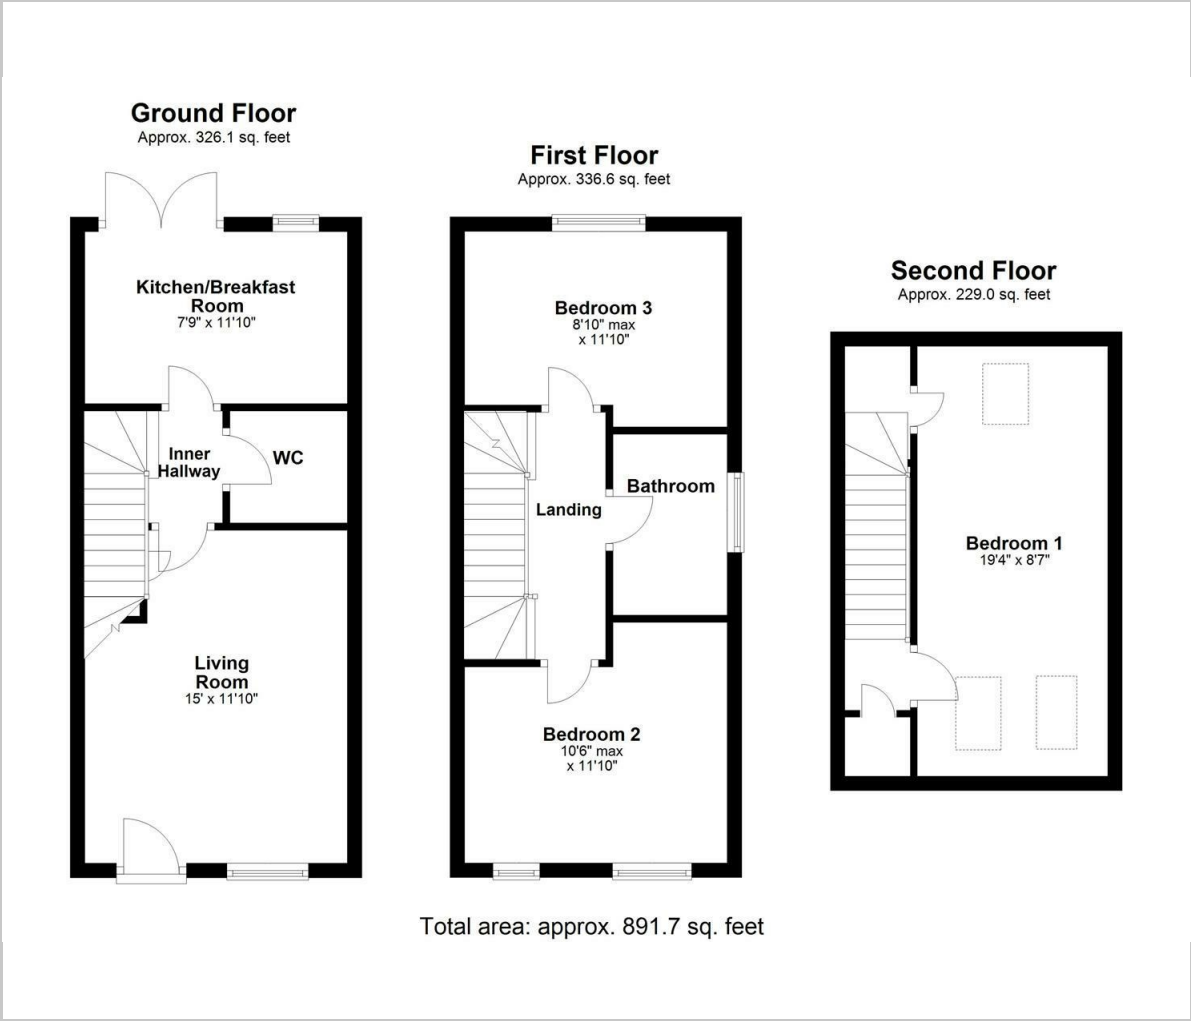 Ground Floor
Approx. 326.1 sq. feet
Kitchen/Breakfast
Room
7'9" x 11'10"
Inner
Hallway
WC
Living
Room
15' x 11'10"
First Floor
Approx. 336.6 sq. feet
Bedroom 3
8'10" max
x 11'10"
Bathroom
Landing
Bedroom 2
10'6" max
x 11'10"
Second Floor
Approx. 229.0 sq. feet
Bedroom 1
19'4" x 8'7"
Total area: approx. 891.7 sq. feet